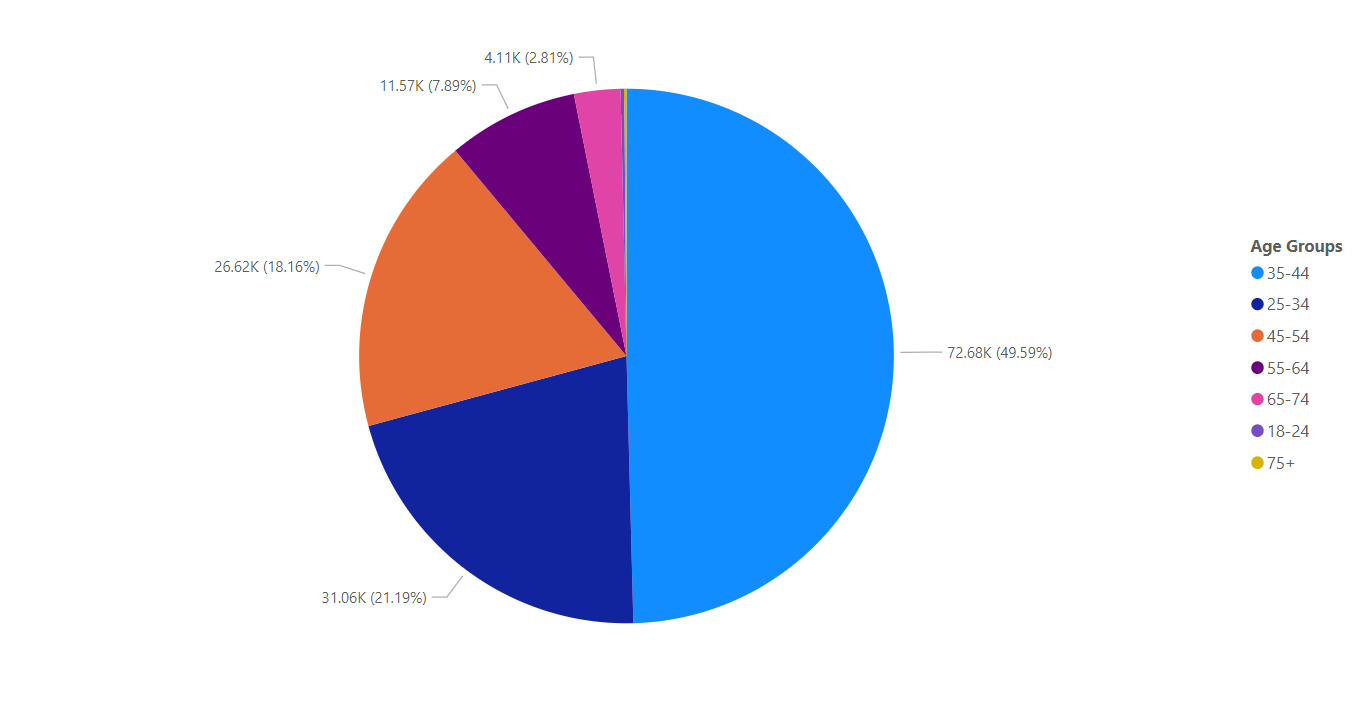 4.11K (2.81%)
11.57K (7.89%)
26.62K (18.16%)
72.68K (49.59%)
31.06K (21.19%)
Age Groups
35-44
25-34
45-54
55-64
65-74
18-24
75+